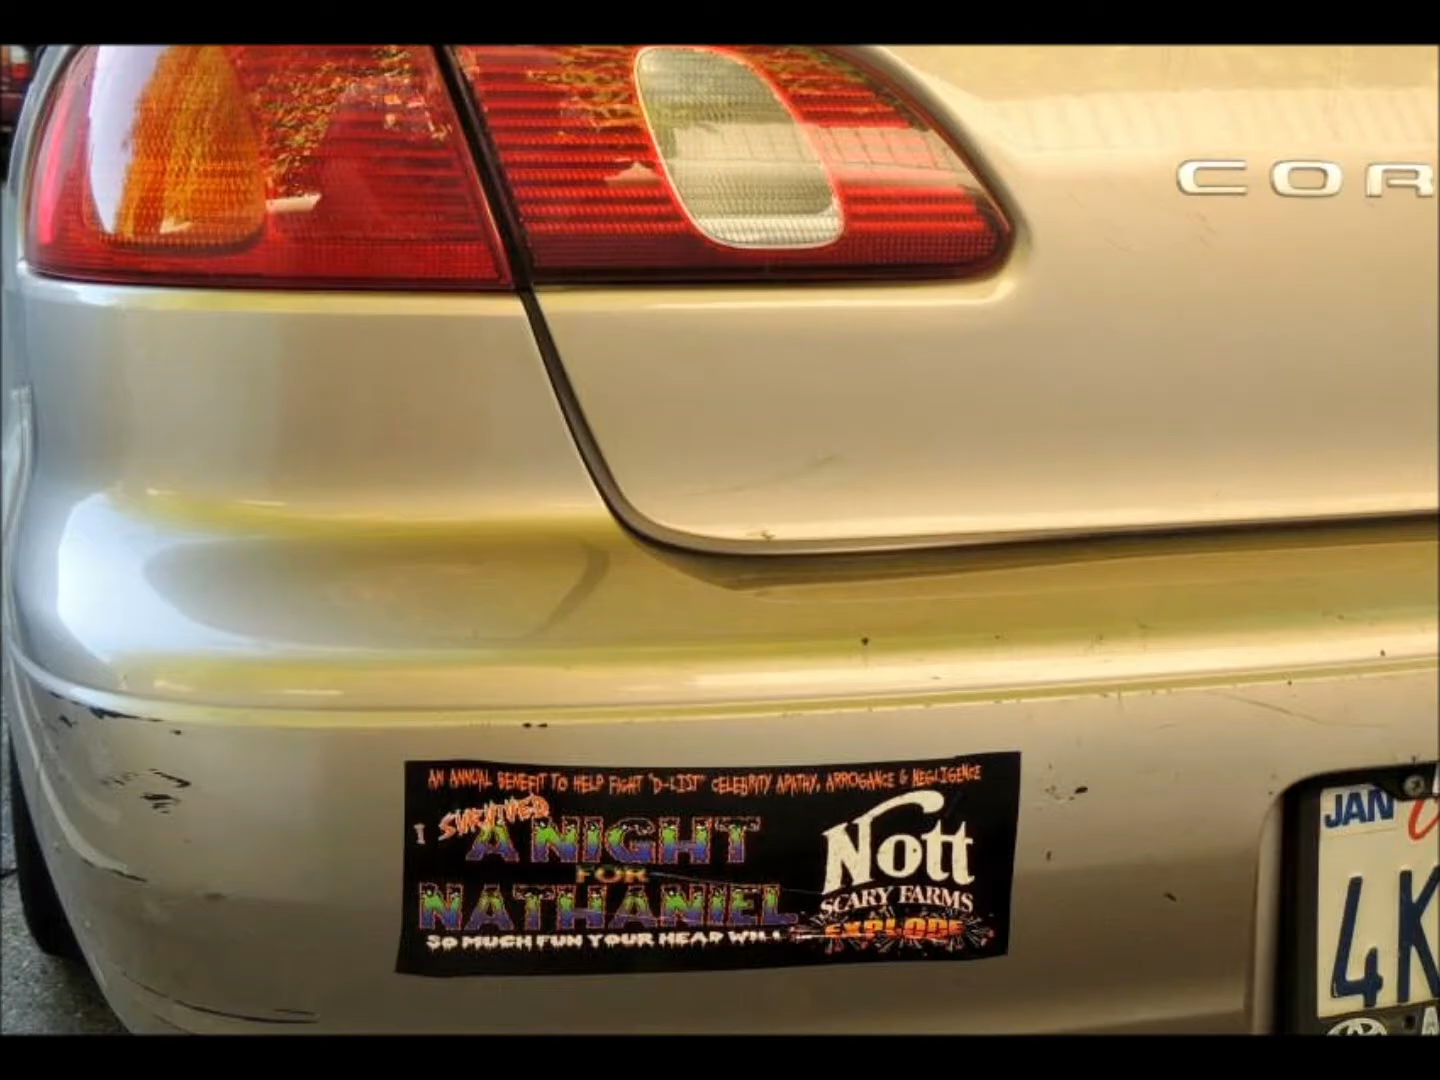 COR
AN ANNUAL BENEFIT TO HELP FIGHT "D-LIST" CELEBRITY APATHY, ARROGANCE & NEGLIGENCE
I SURVIVED
A NIGHT
FOR
NATHANIEL
SO MUCH FUN YOUR HEAD WILL
Nott
SCARY FARMS
EXPLODE
JAN
4K